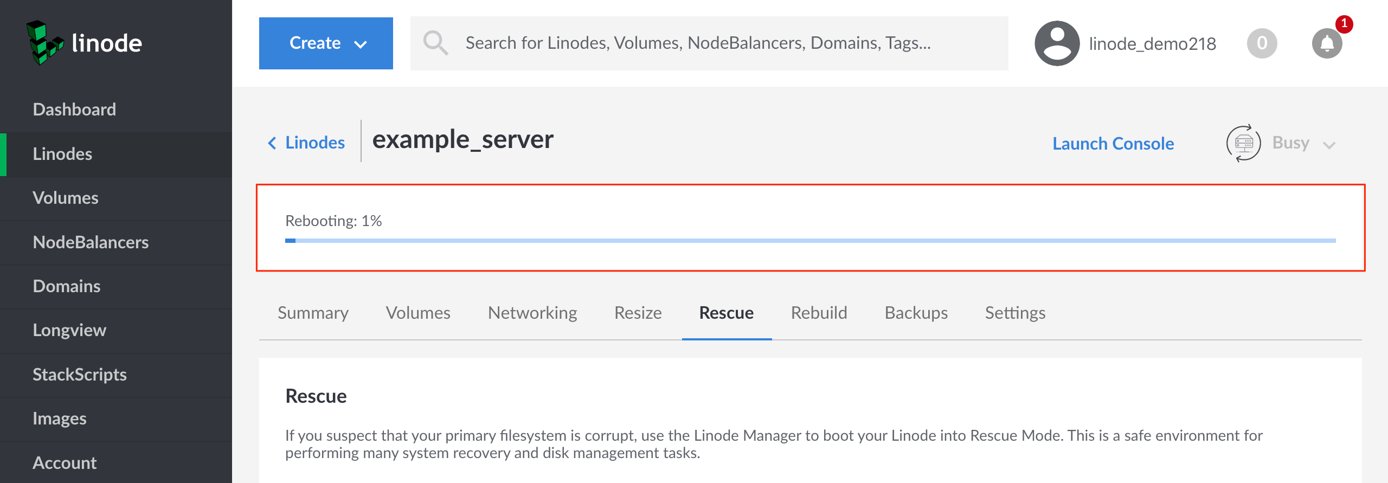 linode
Create
Search for Linodes, Volumes, NodeBalancers, Domains, Tags...
linode_demo218
0
1
Dashboard
Linodes
Volumes
NodeBalancers
Domains
Longview
StackScripts
Images
Account
Linodes
example_server
Launch Console
Busy
Rebooting: 1%
Summary
Volumes
Networking
Resize
Rescue
Rebuild
Backups
Settings
Rescue
If you suspect that your primary filesystem is corrupt, use the Linode Manager to boot your Linode into Rescue Mode. This is a safe environment for
performing many system recovery and disk management tasks.